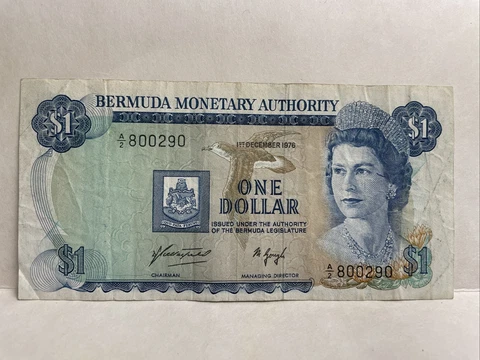 BERMUDA MONETARY AUTHORITY
$1
$1
A/2 800290
1ST DECEMBER 1976
ONE
DOLLAR
ISSUED UNDER THE AUTHORITY
OF THE BERMUDA LEGISLATURE
CHAIRMAN
MANAGING DIRECTOR
A/2 800290
$1
$1